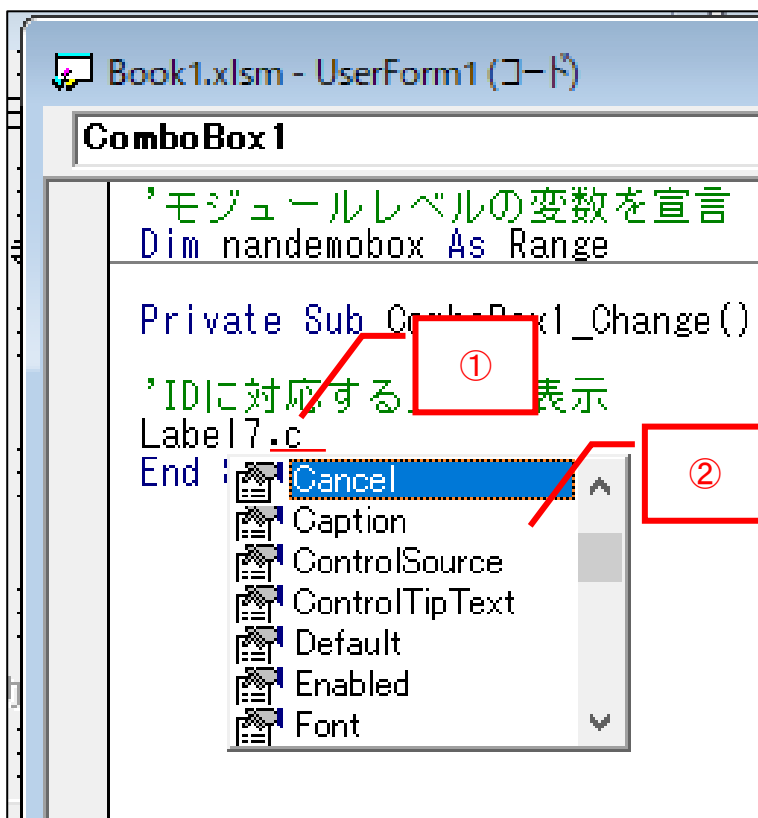 Book1.xlsm - UserForm1 (コード)
ComboBox1
'モジュールレベルの変数を宣言
Dim nandemobox As Range
Private Sub ComboBox1_Change()
①
'IDに対応する 表示
Label7.c
②
End
Cancel
Caption
ControlSource
ControlTipText
Default
Enabled
Font